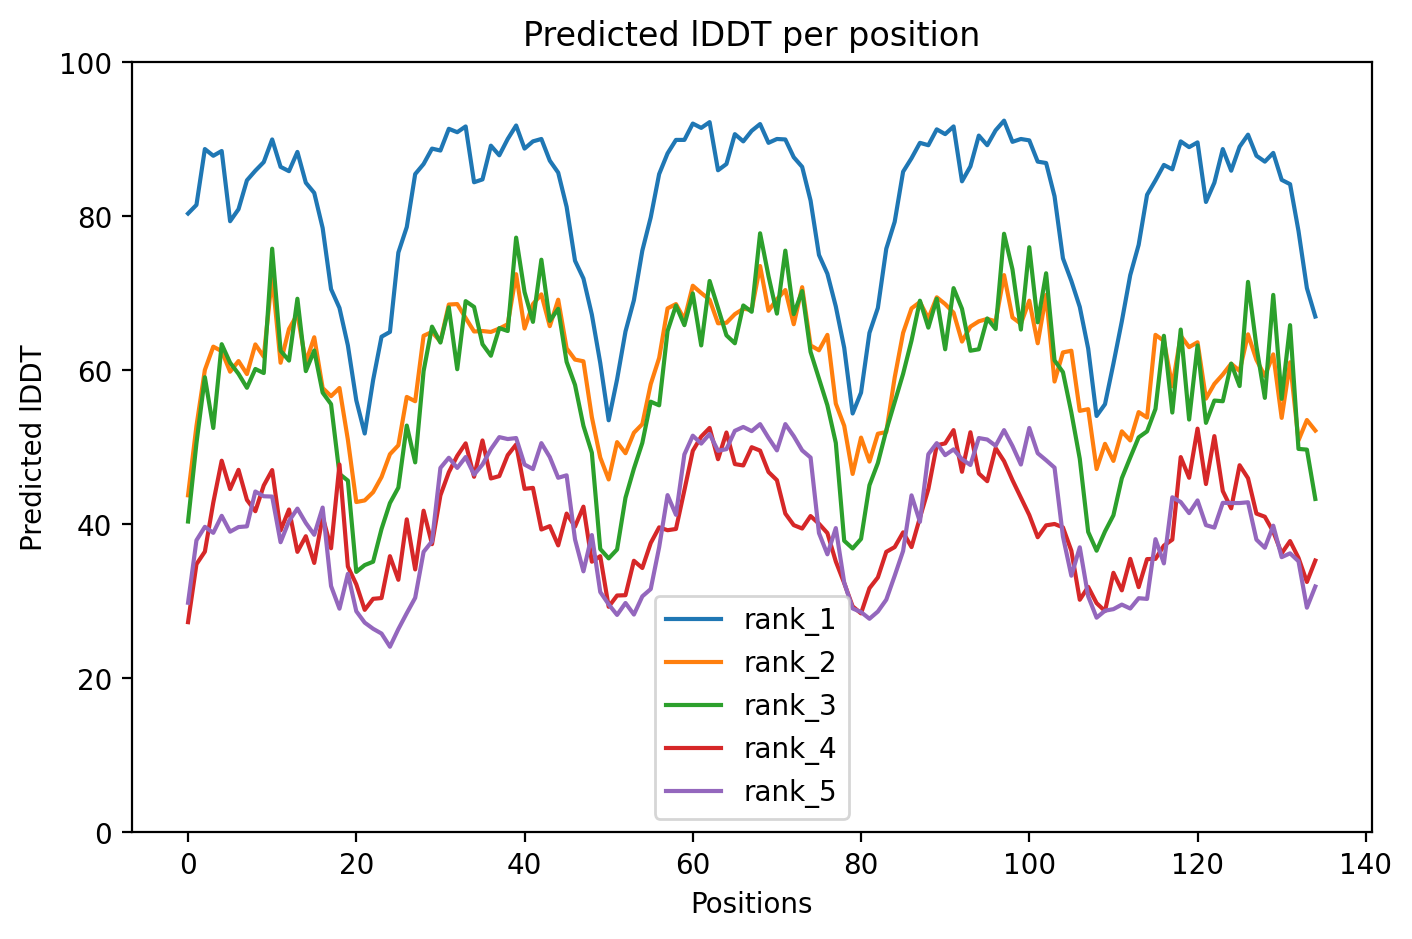 Predicted lDDT per position
Predicted lDDT
100
80
60
40
20
0
rank_1
rank_2
rank_3
rank_4
rank_5
0 20 40 60 80 100 120 140
Positions